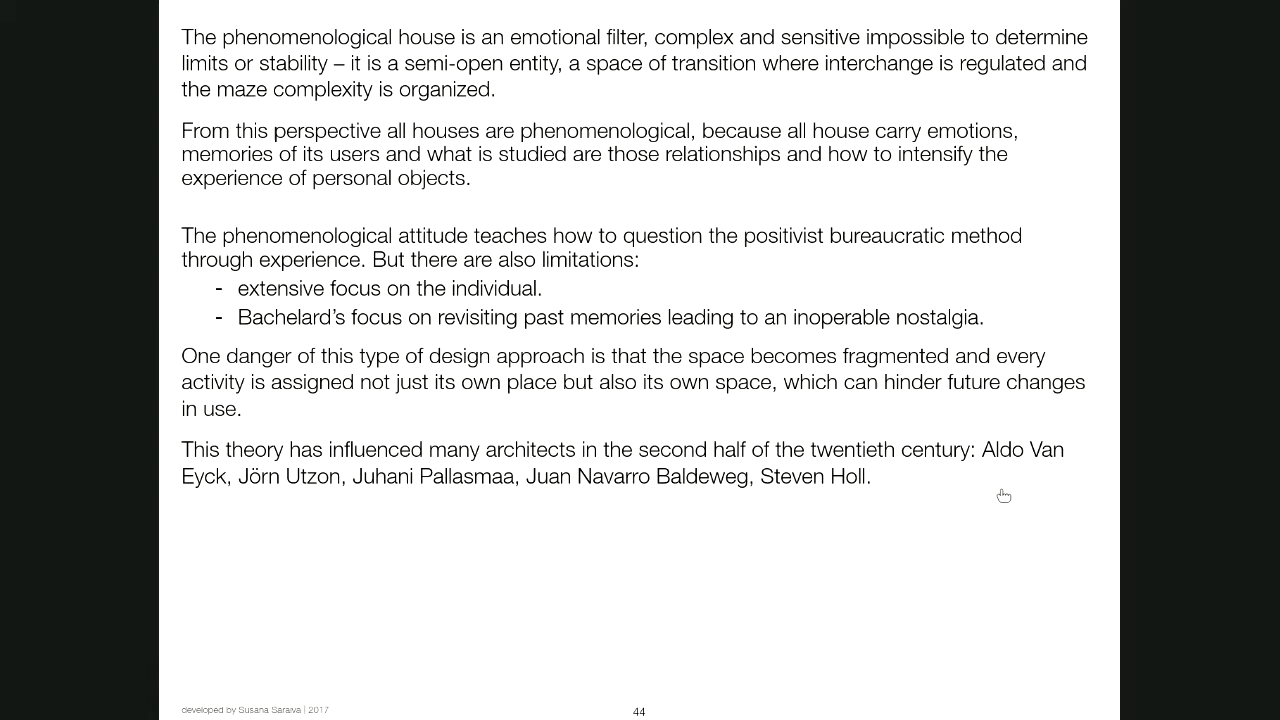 The phenomenological house is an emotional filter, complex and sensitive impossible to determine
limits or stability – it is a semi-open entity, a space of transition where interchange is regulated and
the maze complexity is organized.
From this perspective all houses are phenomenological, because all house carry emotions,
memories of its users and what is studied are those relationships and how to intensify the
experience of personal objects.
The phenomenological attitude teaches how to question the positivist bureaucratic method
through experience. But there are also limitations:
- extensive focus on the individual.
- Bachelard’s focus on revisiting past memories leading to an inoperable nostalgia.
One danger of this type of design approach is that the space becomes fragmented and every
activity is assigned not just its own place but also its own space, which can hinder future changes
in use.
This theory has influenced many architects in the second half of the twentieth century: Aldo Van
Eyck, Jörn Utzon, Juhani Pallasmaa, Juan Navarro Baldeweg, Steven Holl.
developed by Susana Saraiva | 2017
44